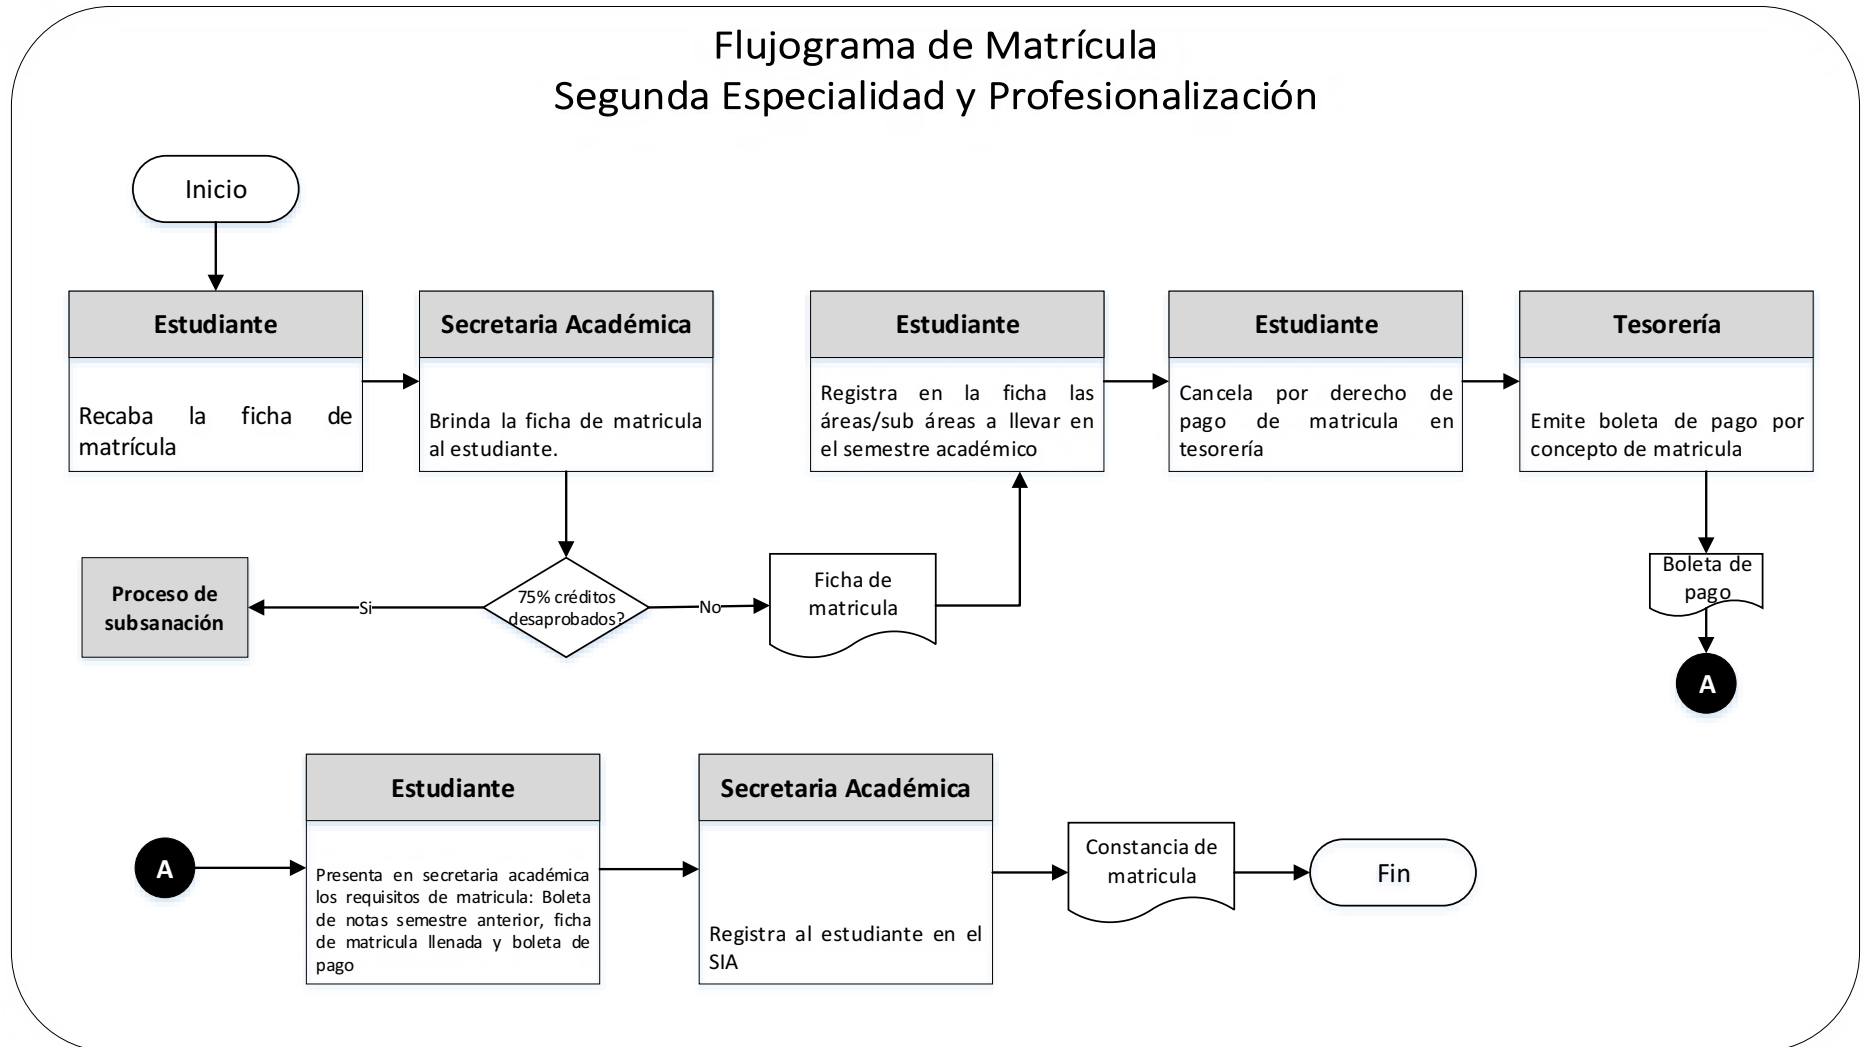 Flujograma de Matrícula
Segunda Especialidad y Profesionalización
Inicio
Estudiante
Recaba la ficha de
matrícula
Secretaria Académica
Brinda la ficha de matricula
al estudiante.
Estudiante
Registra en la ficha las
áreas/sub áreas a llevar en
el semestre académico
Estudiante
Cancela por derecho de
pago de matricula en
tesorería
Tesorería
Emite boleta de pago por
concepto de matricula
Proceso de
subsanación
Si
75% créditos
desaprobados?
No
Ficha de
matricula
Boleta de
pago
A
A
Estudiante
Presenta en secretaria académica
los requisitos de matricula: Boleta
de notas semestre anterior, ficha
de matricula llenada y boleta de
pago
Secretaria Académica
Registra al estudiante en el
SIA
Constancia de
matricula
Fin